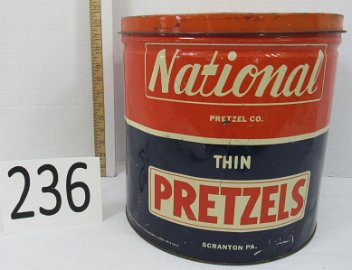 National
PRETZEL CO.
THIN
PRETZELS
SCRANTON PA.
236